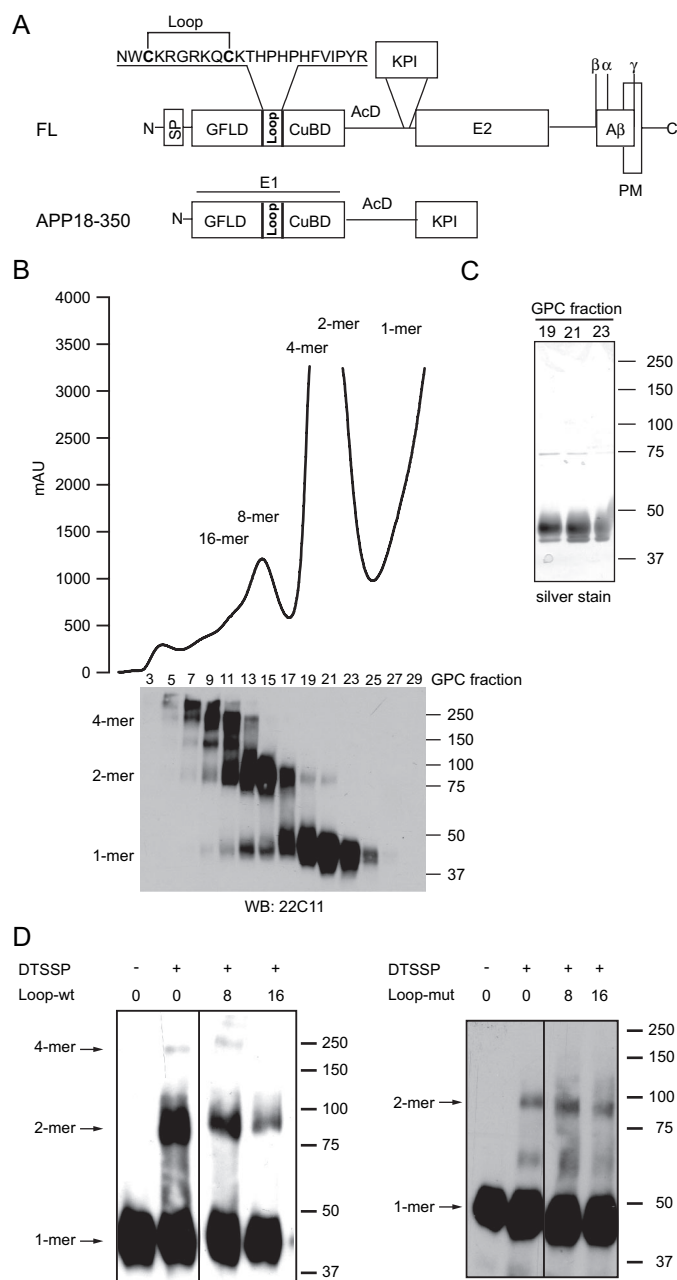 A
Loop
NWCKRGRKQCKTHPHPHFVIPYR
KPI
β α γ
AcD
FL
N
SP
GFLD
Loop
CuBD
E2
Aβ
C
PM
E1
APP18-350
N
GFLD
Loop
CuBD
AcD
KPI
B
4000
3500
3000
2500
2000
1500
1000
500
0
mAU
16-mer
8-mer
4-mer
2-mer
1-mer
3 5 7 9 11 13 15 17 19 21 23 25 27 29 GPC fraction
4-mer
2-mer
1-mer
250
150
100
75
50
37
WB: 22C11
C
GPC fraction
19 21 23
250
150
100
75
50
37
silver stain
D
DTSSP - + + +
Loop-wt 0 0 8 16
4-mer
2-mer
1-mer
250
150
100
75
50
37
DTSSP - + + +
Loop-mut 0 0 8 16
2-mer
1-mer
250
150
100
75
50
37